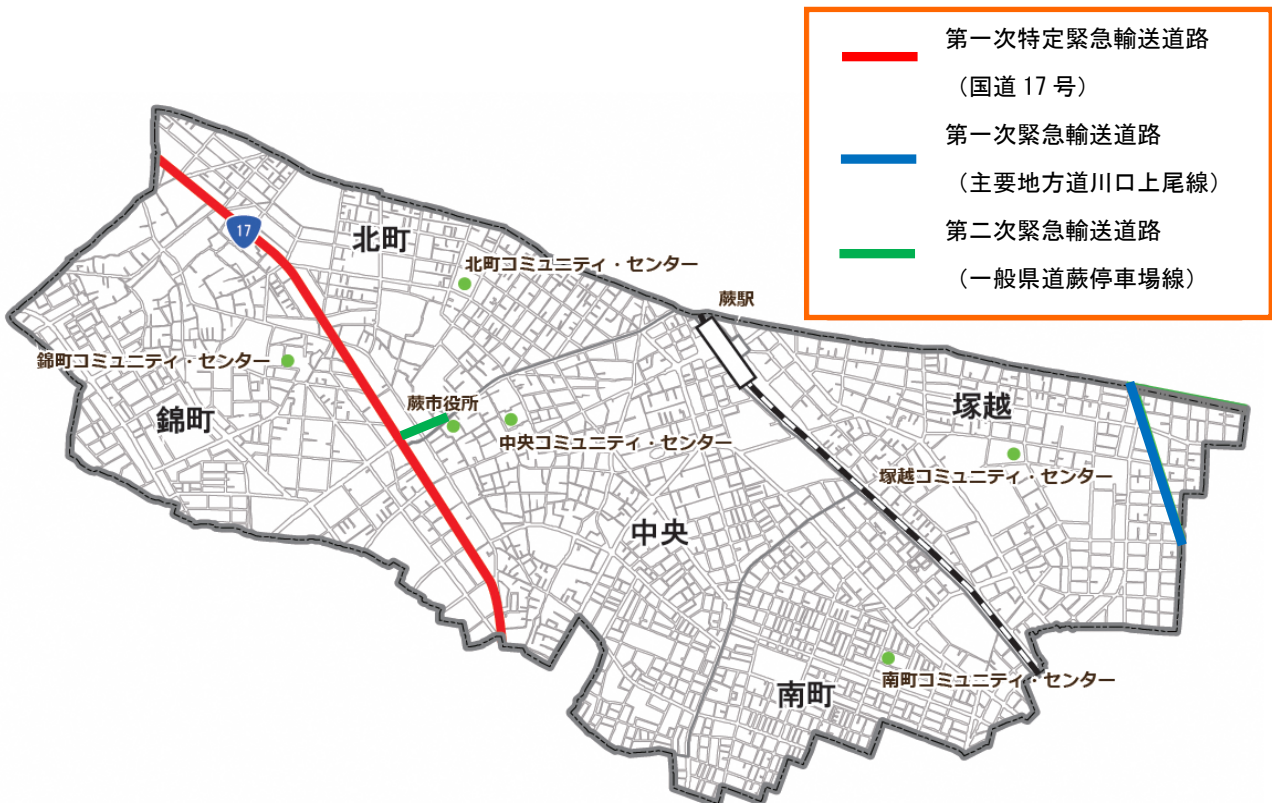 第一次特定緊急輸送道路
（国道 17 号）
第一次緊急輸送道路
（主要地方道川口上尾線）
第二次緊急輸送道路
（一般県道蕨停車場線）
17
北町
北町コミュニティ・センター
蕨駅
錦町コミュニティ・センター
錦町
蕨市役所
中央コミュニティ・センター
塚越
塚越コミュニティ・センター
中央
南町コミュニティ・センター
南町